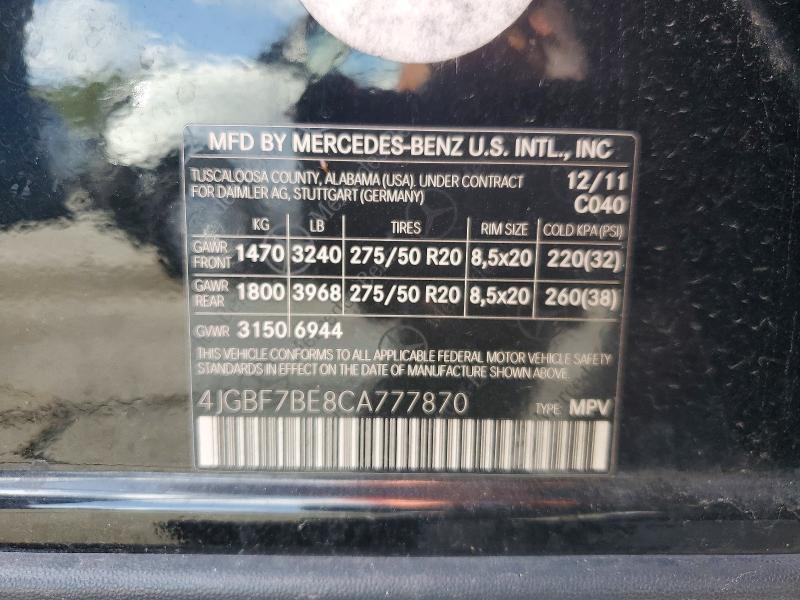 MFD BY MERCEDES-BENZ U.S. INTL., INC
TUSCALOOSA COUNTY, ALABAMA (USA). UNDER CONTRACT 12/11
FOR DAIMLER AG, STUTTGART (GERMANY) C040
KG LB TIRES RIM SIZE COLD KPA (PSI)
GAWR FRONT 1470 3240 275/50 R20 8,5x20 220(32)
GAWR REAR 1800 3968 275/50 R20 8,5x20 260(38)
GVWR 3150 6944
THIS VEHICLE CONFORMS TO ALL APPLICABLE FEDERAL MOTOR VEHICLE SAFETY
STANDARDS IN EFFECT ON THE DATE OF MANUFACTURE SHOWN ABOVE.
4JGBF7BE8CA777870 TYPE: MPV